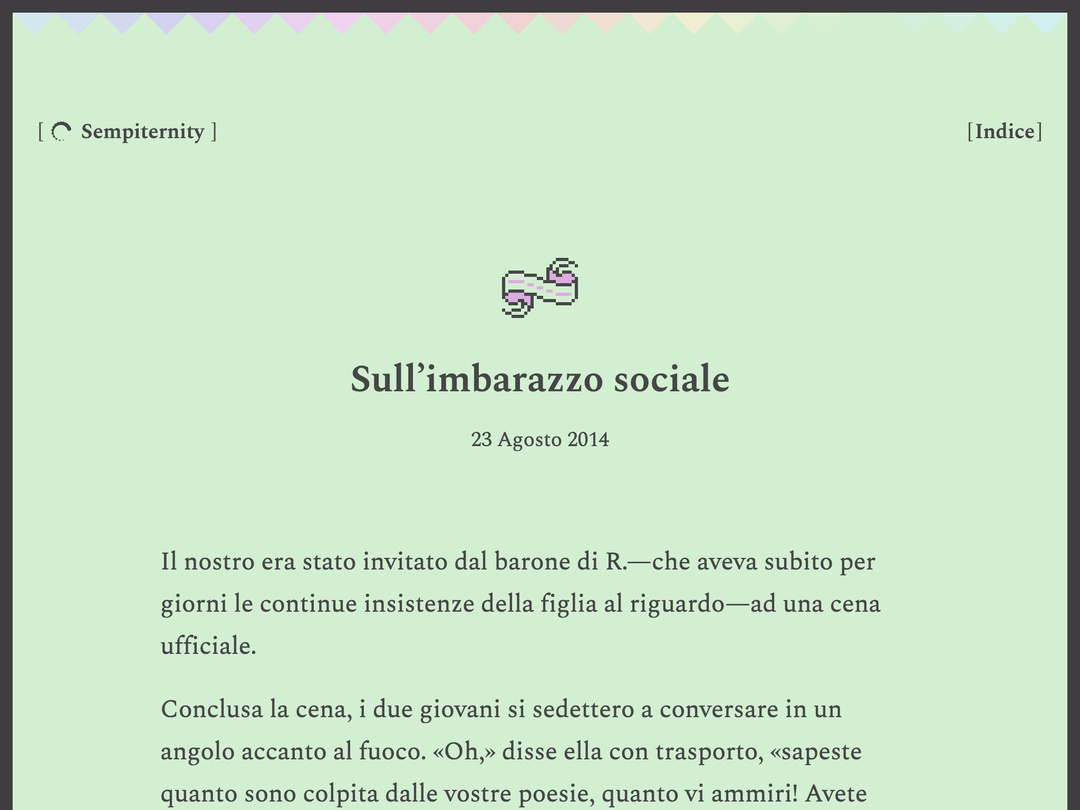 [ Sempiternity ]
[Indice]
Sull’imbarazzo sociale
23 Agosto 2014
Il nostro era stato invitato dal barone di R.—che aveva subito per
giorni le continue insistenze della figlia al riguardo—ad una cena
ufficiale.
Conclusa la cena, i due giovani si sedettero a conversare in un
angolo accanto al fuoco. «Oh,» disse ella con trasporto, «sapeste
quanto sono colpita dalle vostre poesie, quanto vi ammiri! Avete